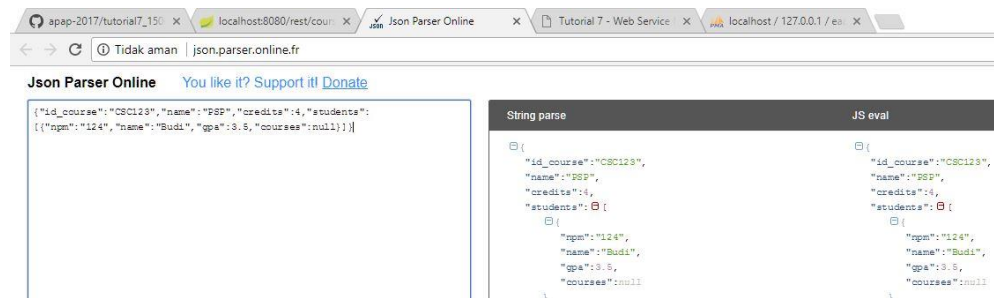 apap-2017/tutorial7_150
localhost:8080/rest/cour
Json Parser Online
Tutorial 7 - Web Service
localhost / 127.0.0.1 / ea
Tidak aman | json.parser.online.fr
Json Parser Online You like it? Support it! Donate
{"id_course":"CSC123","name":"PSP","credits":4,"students":
[{"npm":"124","name":"Budi","gpa":3.5,"courses":null}]}
String parse
{
"id_course":"CSC123",
"name":"PSP",
"credits":4,
"students": [
{
"npm":"124",
"name":"Budi",
"gpa":3.5,
"courses":null
}
JS eval
{
"id_course":"CSC123",
"name":"PSP",
"credits":4,
"students": [
{
"npm":"124",
"name":"Budi",
"gpa":3.5,
"courses":null
}